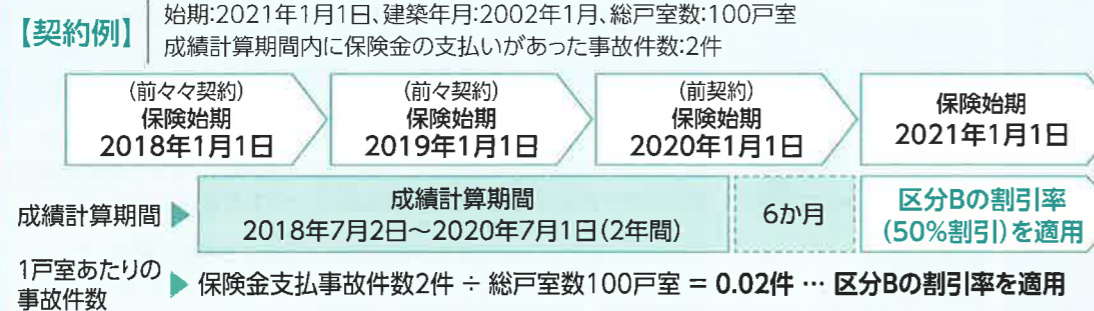 【契約例】
始期:2021年1月1日、建築年月:2002年1月、総戸室数:100戸室
成績計算期間内に保険金の支払いがあった事故件数:2件
(前々々契約)
保険始期
2018年1月1日
(前々契約)
保険始期
2019年1月1日
(前契約)
保険始期
2020年1月1日
保険始期
2021年1月1日
成績計算期間
成績計算期間
2018年7月2日〜2020年7月1日(2年間)
6か月
区分Bの割引率
(50%割引)を適用
1戸室あたりの
事故件数
保険金支払事故件数2件 ÷ 総戸室数100戸室 = 0.02件 … 区分Bの割引率を適用